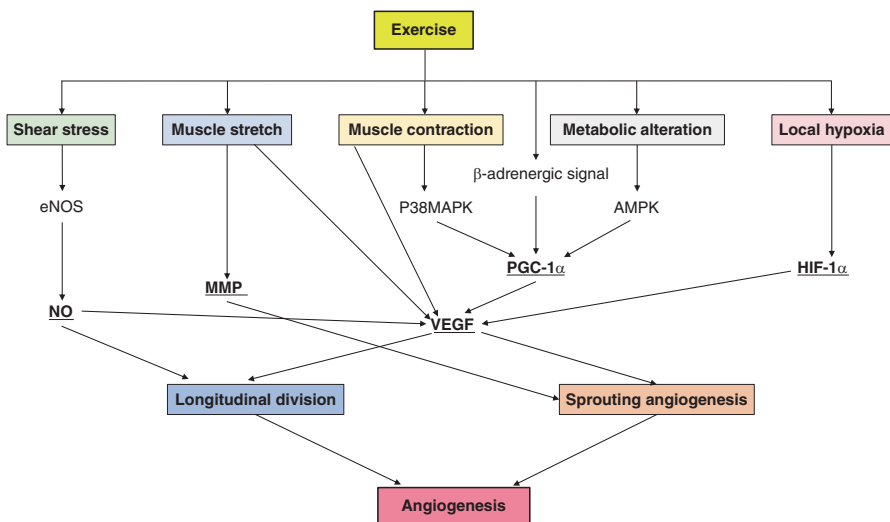 Exercise
Shear stress
Muscle stretch
Muscle contraction
Metabolic alteration
Local hypoxia
β-adrenergic signal
eNOS
P38MAPK
AMPK
PGC-1α
HIF-1α
MMP
NO
VEGF
Longitudinal division
Sprouting angiogenesis
Angiogenesis